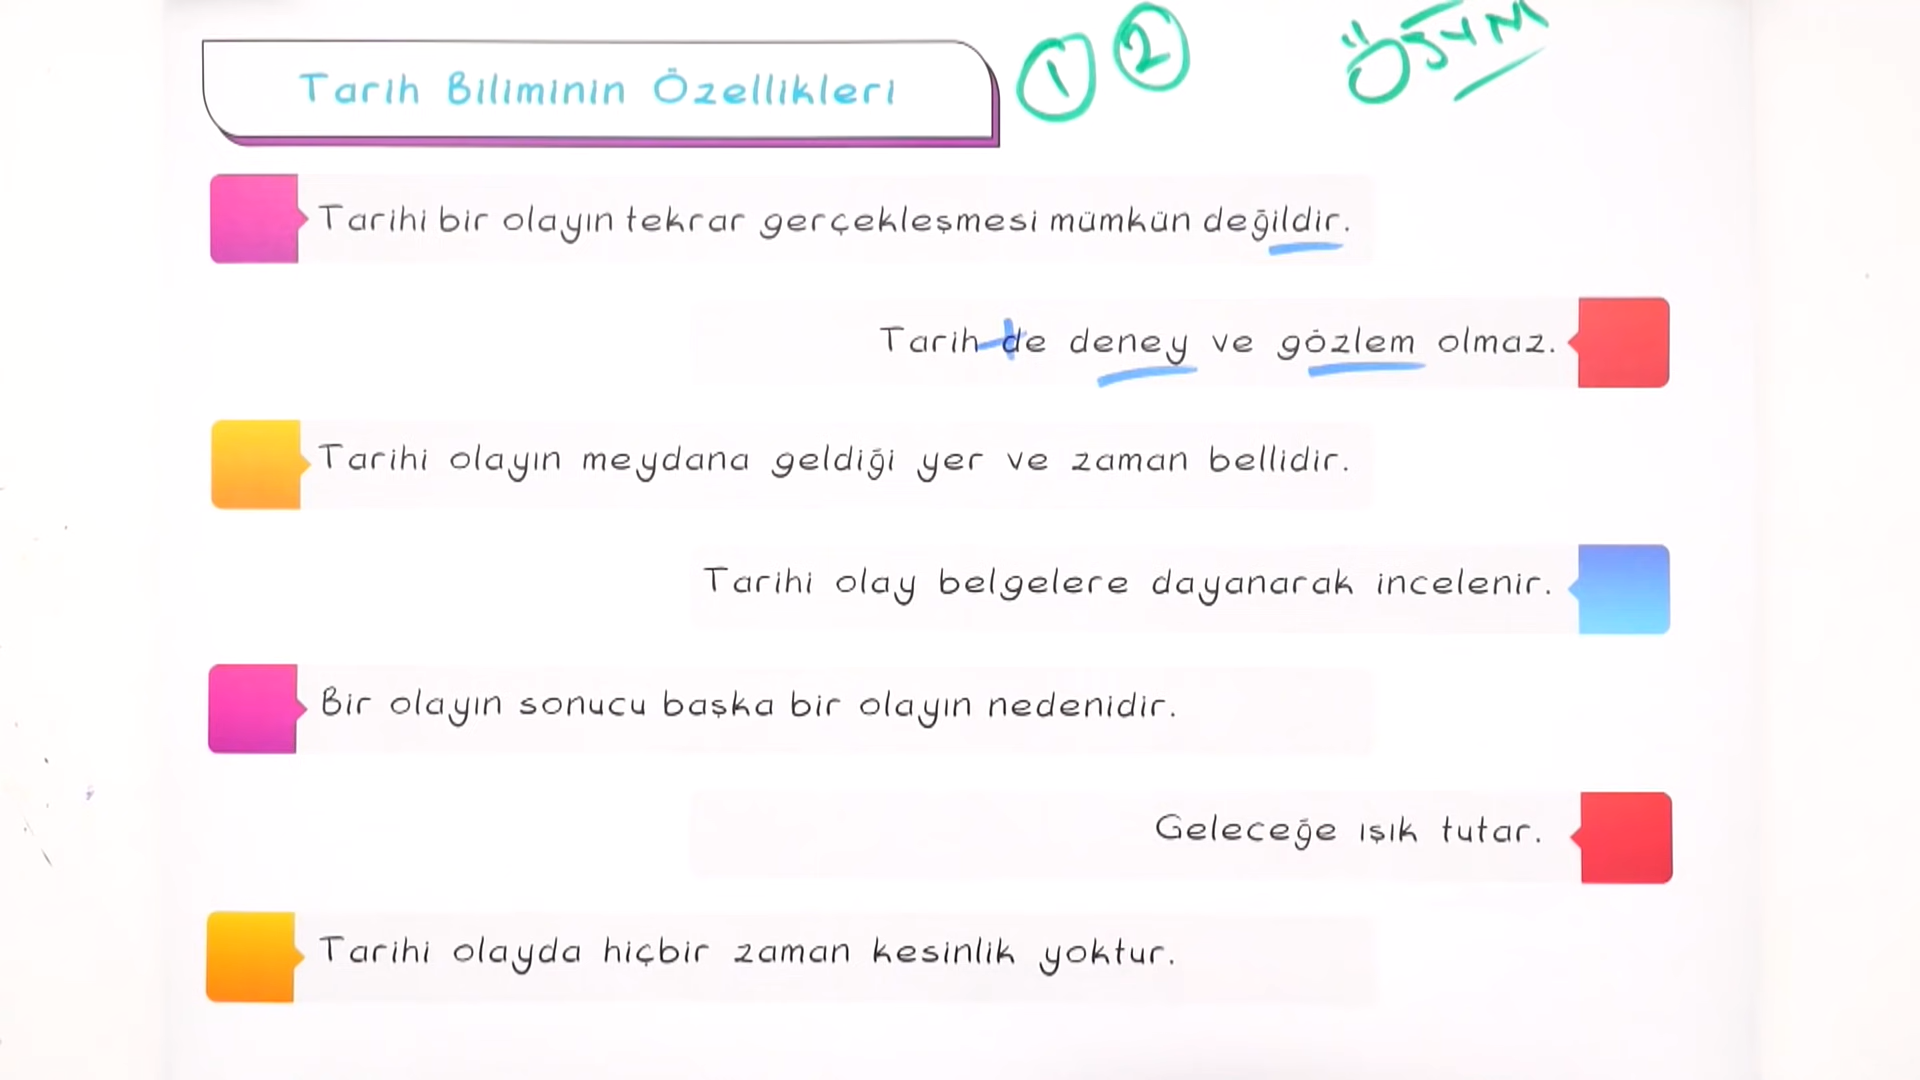 Tarih Biliminin Özellikleri
1 2
ÖSYM
Tarihi bir olayın tekrar gerçekleşmesi mümkün değildir.
Tarih de deney ve gözlem olmaz.
Tarihi olayın meydana geldiği yer ve zaman bellidir.
Tarihi olay belgelere dayanarak incelenir.
Bir olayın sonucu başka bir olayın nedenidir.
Geleceğe ışık tutar.
Tarihi olayda hiçbir zaman kesinlik yoktur.